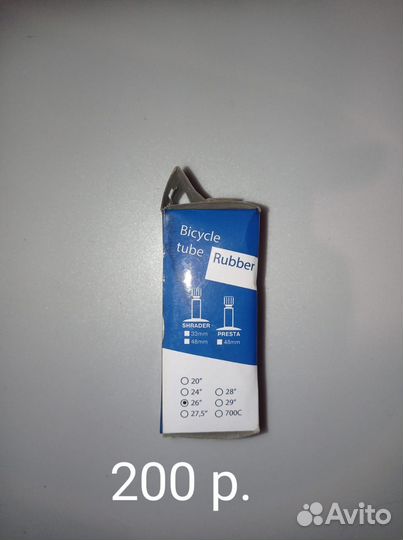 Bicycle
tube Rubber
SHRADER PRESTA
33mm
48mm 48mm
20"
24" 28"
26" 29"
27,5" 700C
200 р.
Avito